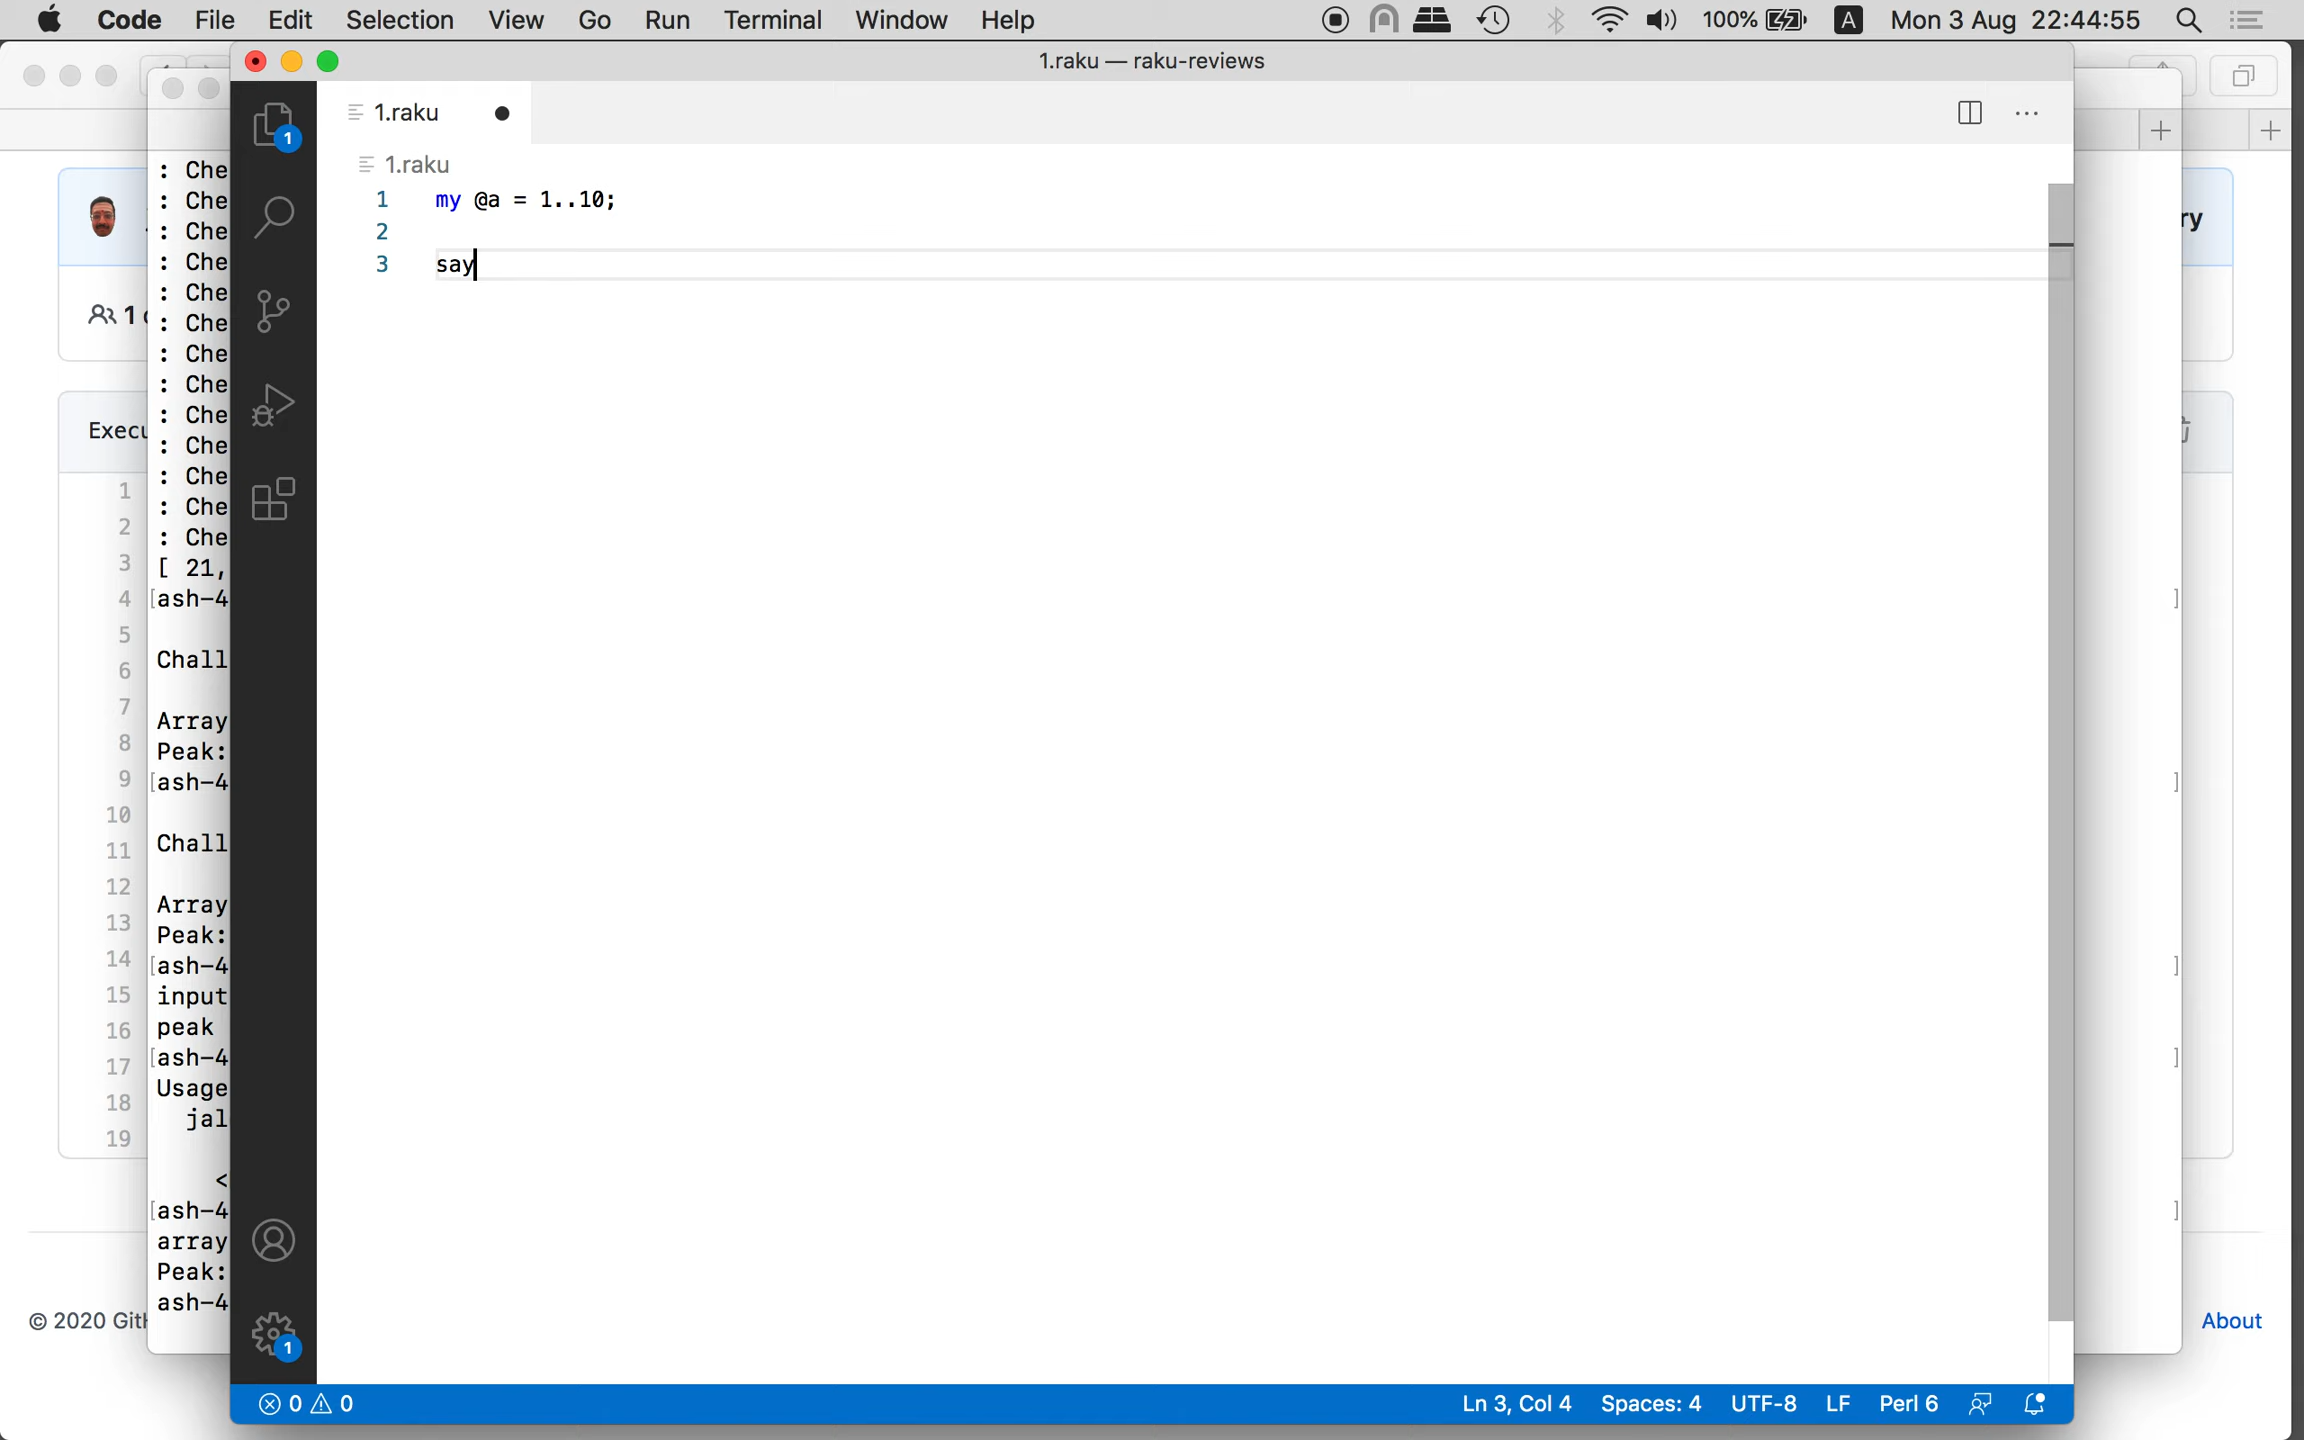 Code File Edit Selection View Go Run Terminal Window Help 100% A Mon 3 Aug 22:44:55
1.raku — raku-reviews
1.raku
1.raku
1
1 my @a = 1..10;
2
3 say
1
0 0 Ln 3, Col 4 Spaces: 4 UTF-8 LF Perl 6
: Che
: Che
: Che
: Che
: Che
: Che
: Che
: Che
: Che
: Che
: Che
: Che
: Che
[ 21,
[ash-4 ]
Chall
Array
Peak:
[ash-4 ]
Chall
Array
Peak:
[ash-4 ]
input
peak
[ash-4 ]
Usage
jal
<
[ash-4 ]
array
Peak:
ash-4
1
Execu
1
2
3
4
5
6
7
8
9
10
11
12
13
14
15
16
17
18
19
© 2020 Git
ry
About